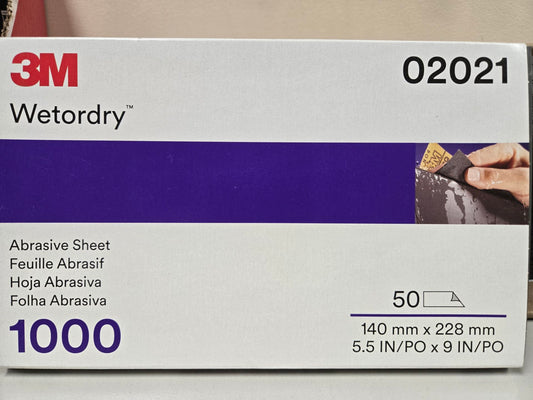 3M
02021
Wetordry™
Abrasive Sheet
Feuille Abrasif
Hoja Abrasiva
Folha Abrasiva
1000
50
140 mm x 228 mm
5.5 IN/PO x 9 IN/PO